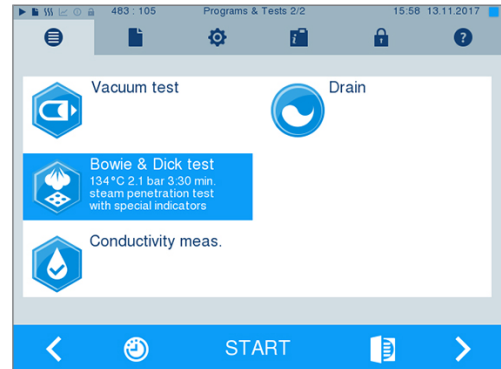 483 : 105 Programs & Tests 2/2 15:58 13.11.2017
Vacuum test
Drain
Bowie & Dick test
134°C 2.1 bar 3:30 min.
steam penetration test
with special indicators
Conductivity meas.
START